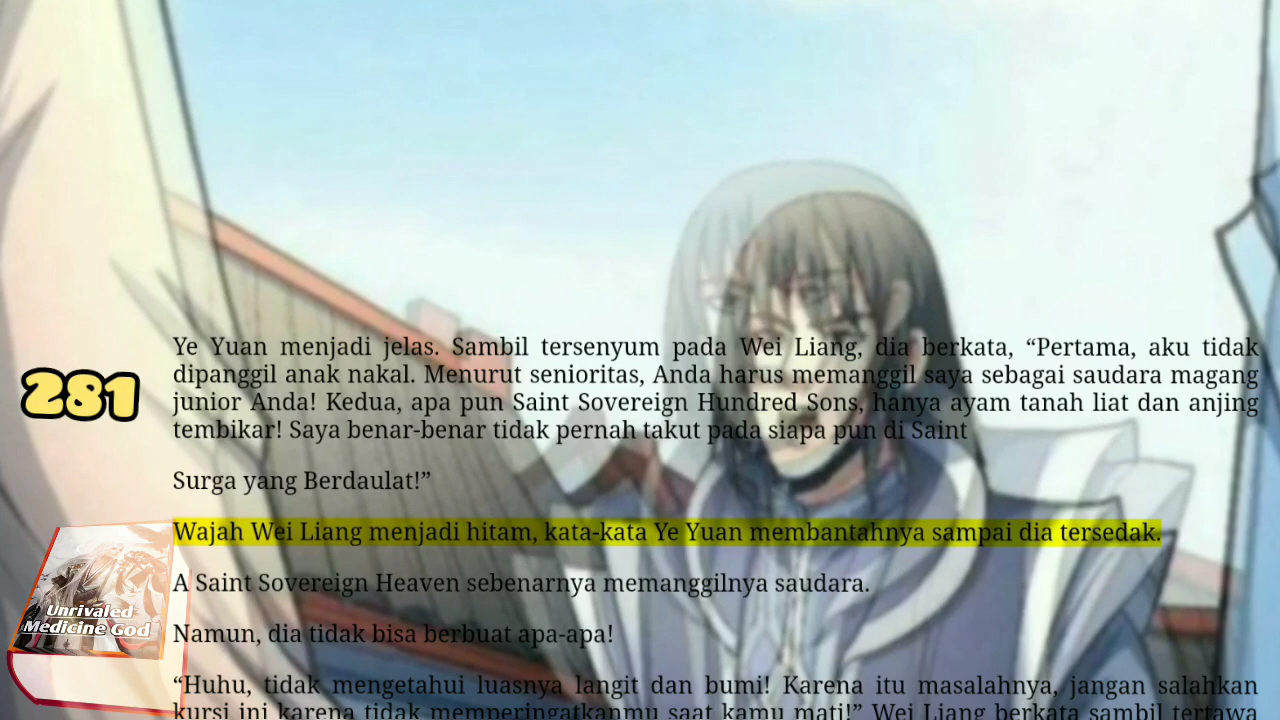 Ye Yuan menjadi jelas. Sambil tersenyum pada Wei Liang, dia berkata, “Pertama, aku tidak
dipanggil anak nakal. Menurut senioritas, Anda harus memanggil saya sebagai saudara magang
junior Anda! Kedua, apa pun Saint Sovereign Hundred Sons, hanya ayam tanah liat dan anjing
tembikar! Saya benar-benar tidak pernah takut pada siapa pun di Saint
281
Surga yang Berdaulat!”
Wajah Wei Liang menjadi hitam, kata-kata Ye Yuan membantahnya sampai dia tersedak.
A Saint Sovereign Heaven sebenarnya memanggilnya saudara.
Unrivaled
Medicine God
Namun, dia tidak bisa berbuat apa-apa!
“Huhu, tidak mengetahui luasnya langit dan bumi! Karena itu masalahnya, jangan salahkan
kursi ini karena tidak memperingatkanmu saat kamu mati!” Wei Liang berkata sambil tertawa